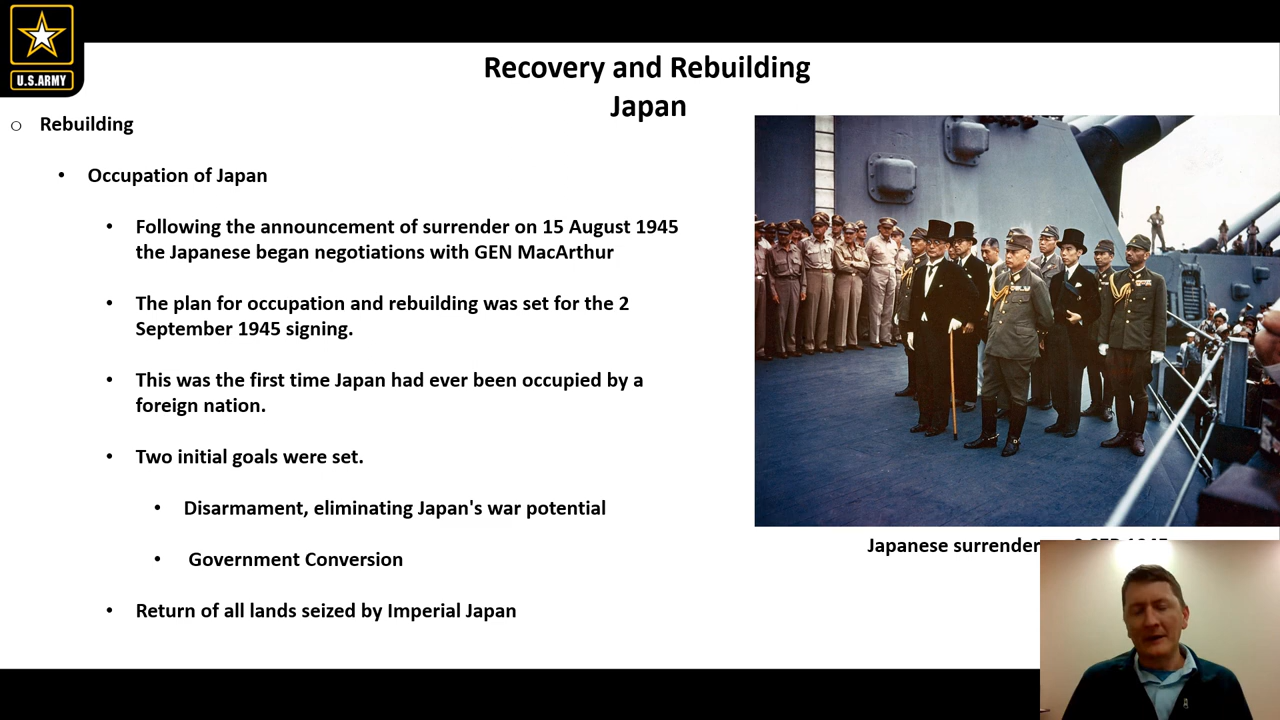 U.S.ARMY
Recovery and Rebuilding
Japan
Rebuilding
Occupation of Japan
Following the announcement of surrender on 15 August 1945
the Japanese began negotiations with GEN MacArthur
The plan for occupation and rebuilding was set for the 2
September 1945 signing.
This was the first time Japan had ever been occupied by a
foreign nation.
Two initial goals were set.
Disarmament, eliminating Japan's war potential
Government Conversion
Return of all lands seized by Imperial Japan
Japanese surrender